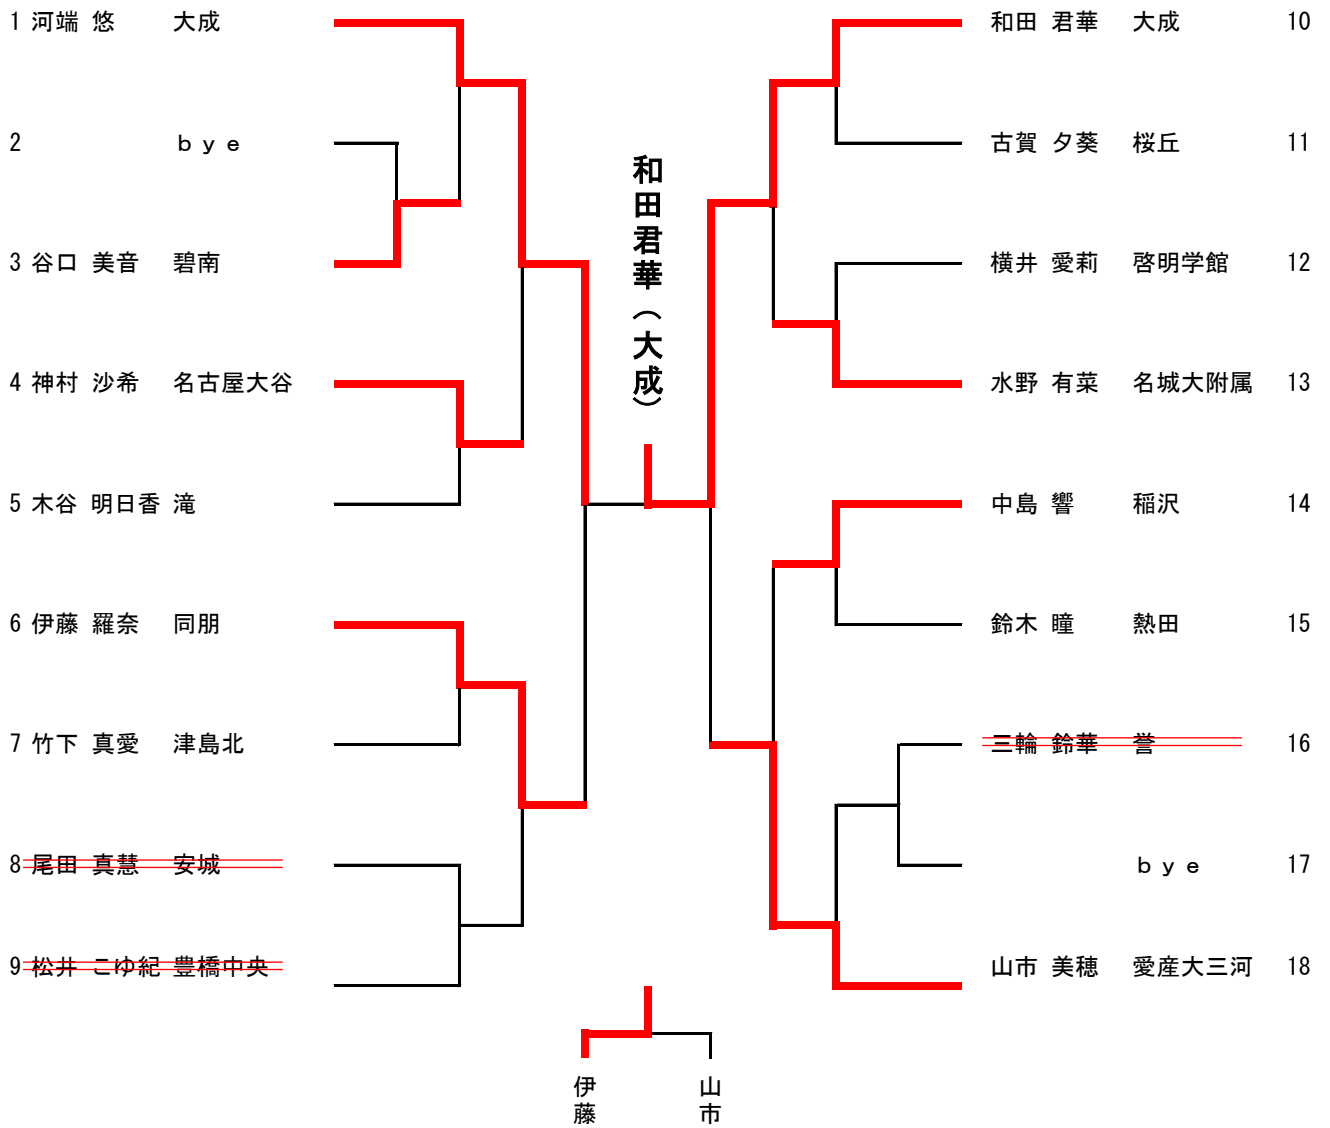 1 河端 悠 大成
2 ｂｙｅ
3 谷口 美音 碧南
4 神村 沙希 名古屋大谷
5 木谷 明日香 滝
6 伊藤 羅奈 同朋
7 竹下 真愛 津島北
8 尾田 真慧 安城
9 松井 こゆ紀 豊橋中央
和田君華（大成）
和田 君華 大成 10
古賀 夕葵 桜丘 11
横井 愛莉 啓明学館 12
水野 有菜 名城大附属 13
中島 響 稲沢 14
鈴木 瞳 熱田 15
三輪 鈴華 誉 16
ｂｙｅ 17
山市 美穂 愛産大三河 18
伊藤
山市